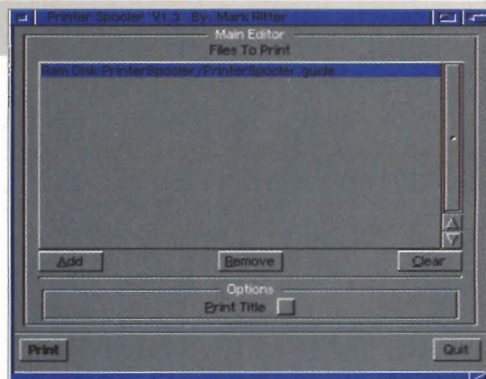 Printer Spooler V1.3 By Mark Ritter
Main Editor
Files To Print
Ram Disk:PrinterSpooler/PrinterSpooler.guide
Add Remove Clear
Options
Print Title
Print Quit